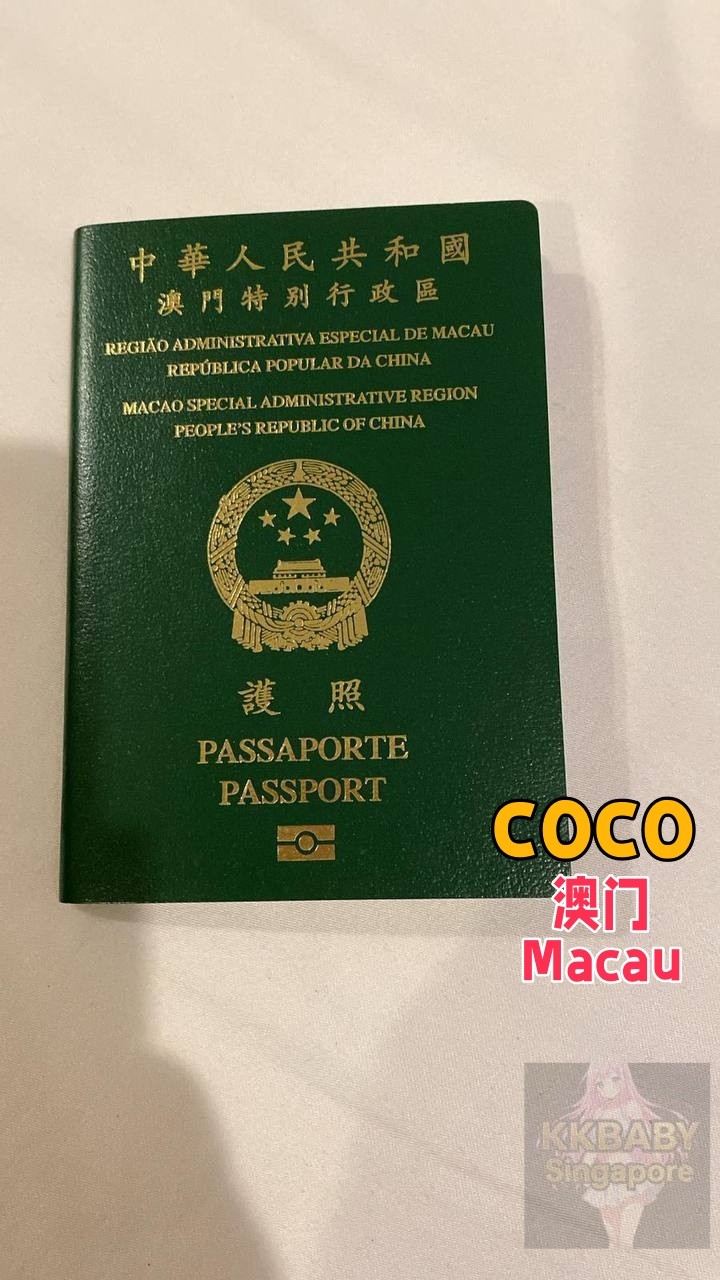 中華人民共和國
澳門特別行政區
REGIÃO ADMINISTRATIVA ESPECIAL DE MACAU
REPÚBLICA POPULAR DA CHINA
MACAO SPECIAL ADMINISTRATIVE REGION
PEOPLE'S REPUBLIC OF CHINA
護照
PASSAPORTE
PASSPORT
COCO
澳门
Macau
KKBABY
Singapore